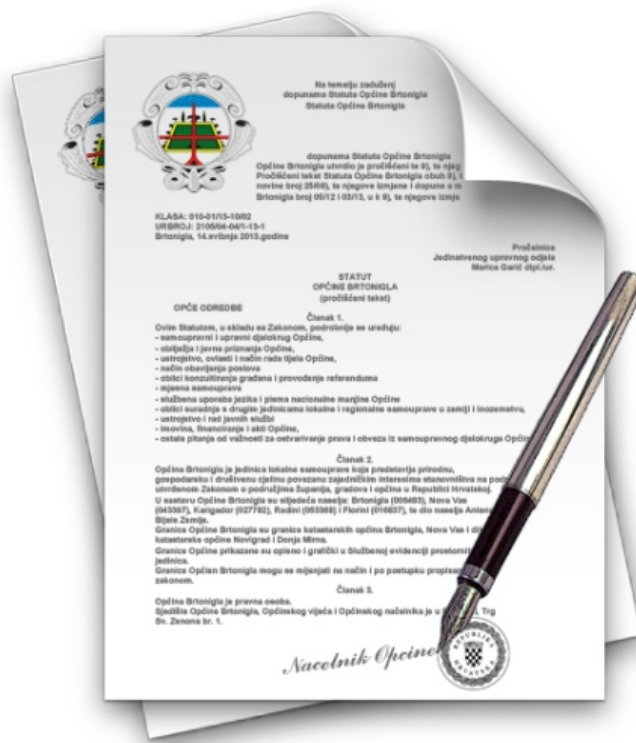 Na temelju zaduženj
dopunama Statuta Općine Brtonigla
Statuta Općine Brtonigla
dopunama Statuta Općine Brtonigla
Općine Brtonigla utvrdio je pročišćeni te 9), te njeg
Pročišćeni tekst Statuta Općine Brtonigla obuh 9), t
novine broj 25/09), te njegove izmjene i dopune a m
Brtonigla broj 05/12 i 03/13, u k 9), te njegove izmje
KLASA: 010-01/13-10/02
URBROJ: 2106/04-04/1-13-1
Brtonigla, 14.svibnja 2013.godine
Pročelnica
Jedinstvenog upravnog odjela
Merica Garić dipl.iur.
STATUT
OPĆINE BRTONIGLA
(pročišćeni tekst)
OPĆE ODREDBE
Članak 1.
Ovim Statutom, u skladu sa Zakonom, podrobnije se uređuju:
- samoupravni i upravni djelokrug Općine,
- obilježja i javna priznanja Općine,
- ustrojstvo, ovlasti i način rada tijela Općine,
- način obavljanja poslova
- oblici konzultiranja građana i provođenje referenduma
- mjesna samouprava
- službena uporaba jezika i pisma nacionalne manjine Općine
- oblici suradnje s drugim jedinicama lokalne i regionalne samouprave u zemlji i inozemstvu,
- ustrojstvo i rad javnih službi
- imovina, financiranje i akti Općine,
- ostala pitanja od važnosti za ostvarivanje prava i obveza iz samoupravnog djelokruga Općin
Članak 2.
Općina Brtonigla je jedinica lokalne samouprave koja predstavlja prirodnu,
gospodarsku i društvenu cjelinu povezanu zajedničkim interesima stanovništva na pod
utvrđenom Zakonom o područjima županija, gradova i općina u Republici Hrvatskoj.
U sastavu Općine Brtonigla su slijedeća naselja: Brtonigla Nova Vas
Karigador (027782), Radini i Fiorini te dio naselja Antena
Bijele Zemlje.
Granice Općine Brtonigla su granice katastarskih općina Brtonigla, Nova Vas i di
katastarske općine Novigrad i Donja Mirna.
Granice Općine prikazane su opisno i grafički u Službenoj evidenciji prostornih
jedinica.
Granice Općien Brtonigla mogu se mijenjati na način i po postupku propisan
zakonom.
Članak 3.
Općina Brtonigla je pravna osoba.
Sjedište Općine Brtonigla, Općinskog vijeća i Općinskog načelnika je u Trg
Sv. Zenona br. 1.
Nacelnik Opcine
REPUBLIKA
HRVATSKA